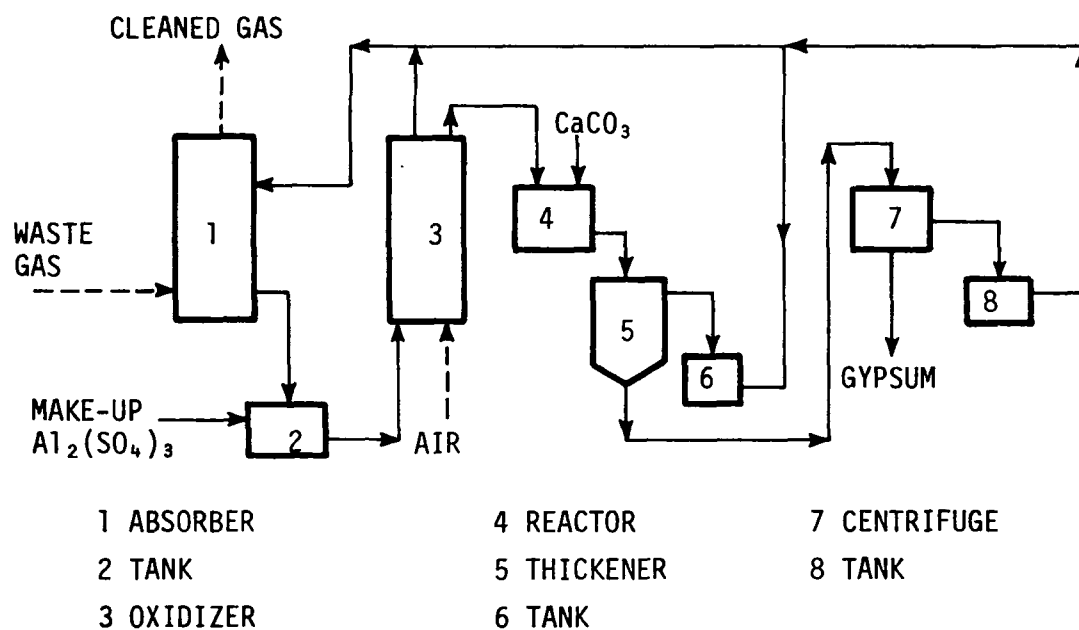 CLEANED GAS
CaCO₃
1
3
4
7
WASTE
GAS
5
8
6
GYPSUM
MAKE-UP
Al₂(SO₄)₃
2
AIR
1 ABSORBER
4 REACTOR
7 CENTRIFUGE
2 TANK
5 THICKENER
8 TANK
3 OXIDIZER
6 TANK